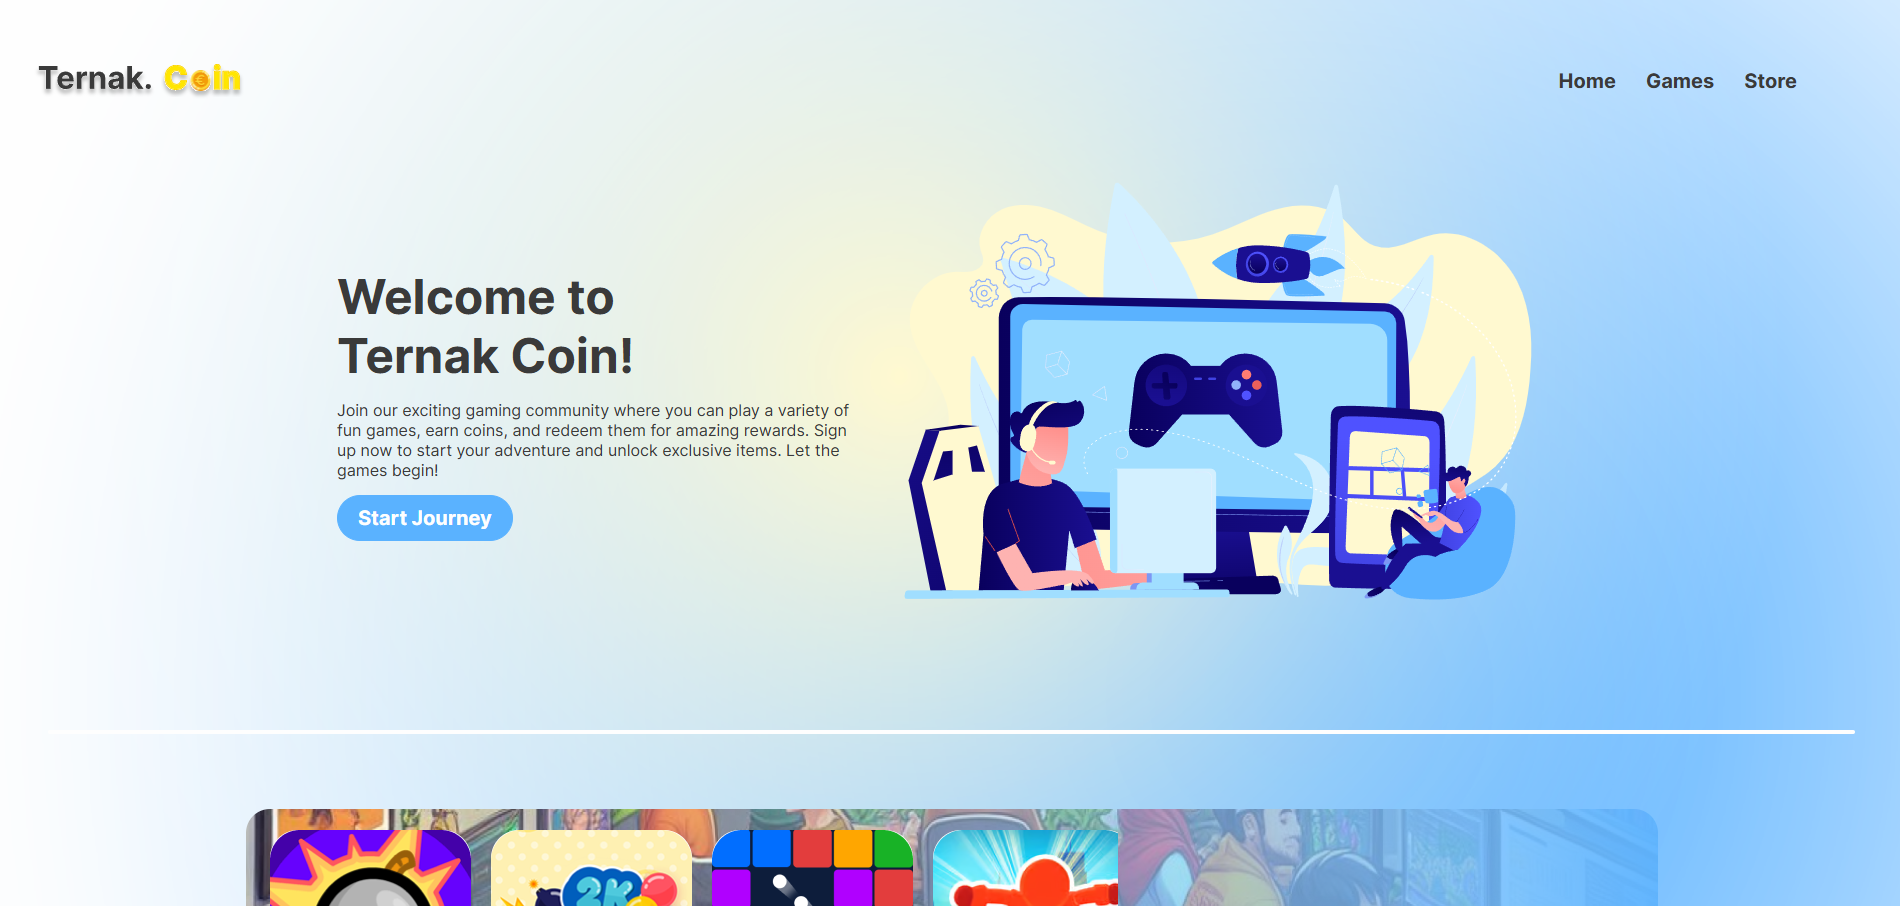 Ternak. Coin
Home Games Store
Welcome to
Ternak Coin!
Join our exciting gaming community where you can play a variety of
fun games, earn coins, and redeem them for amazing rewards. Sign
up now to start your adventure and unlock exclusive items. Let the
games begin!
Start Journey
2K